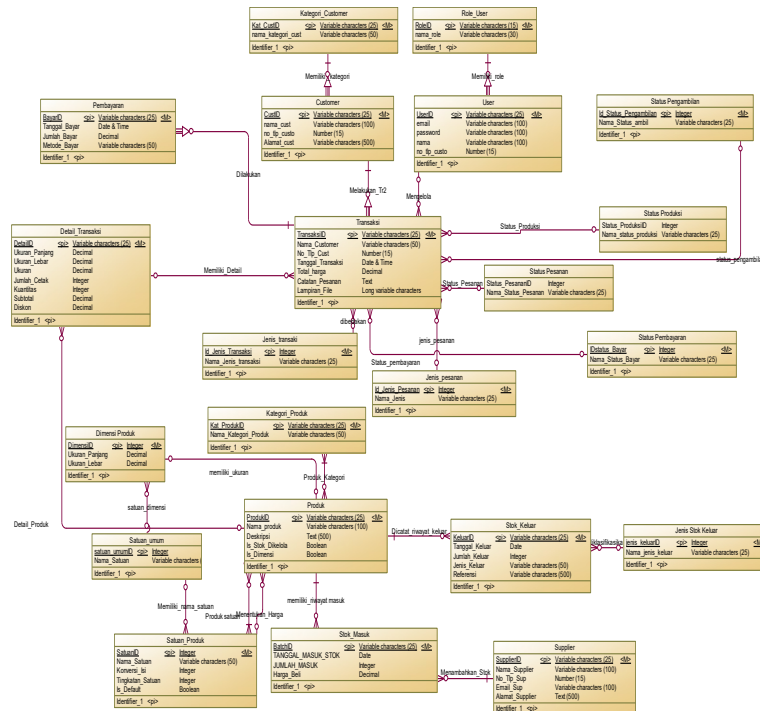 Kategori_Customer
Kat_CustID <pi> Variable characters (25) <M>
nama_kategori_cust Variable characters (50)
Identifier_1 <pi>
Role_User
RoleID <pi> Variable characters (15) <M>
nama_role Variable characters (30)
Identifier_1 <pi>
Memiliki_kategori
Memiliki_role
Pembayaran
BayarID <pi> Variable characters (25) <M>
Tanggal_Bayar Date & Time
Jumlah_Bayar Decimal
Metode_Bayar Variable characters (50)
Identifier_1 <pi>
Customer
CustID <pi> Variable characters (25) <M>
nama_cust Variable characters (100)
no_tlp_custo Number (15)
Alamat_cust Variable characters (500)
Identifier_1 <pi>
User
UserID <pi> Variable characters (25) <M>
email Variable characters (100)
password Variable characters (100)
nama Variable characters (100)
no_tlp_custo Number (15)
Identifier_1 <pi>
Status Pengambilan
Id_Status_Pengambilan <pi> Integer <M>
Nama_Status_ambil Variable characters (25)
Identifier_1 <pi>
Dilakukan
Melakukan_Tr2
Mengelola
Detail_Transaksi
DetailID <pi> Variable characters (25) <M>
Ukuran_Panjang Decimal
Ukuran_Lebar Decimal
Ukuran Decimal
Jumlah_Cetak Integer
Kuantitas Integer
Subtotal Decimal
Diskon Decimal
Identifier_1 <pi>
Memiliki_Detail
Transaksi
TransaksiID <pi> Variable characters (25) <M>
Nama_Customer Variable characters (50)
No_Tlp_Cust Number (15)
Tanggal_Transaksi Date & Time
Total_harga Decimal
Catatan_Pesanan Text
Lampiran_File Long variable characters
Identifier_1 <pi>
Status_Produksi
Status Produksi
Status_ProduksiID Integer
Nama_status_produksi Variable characters (25)
Identifier_1 <pi>
status_pengambilan
Status_Pesanan
Status Pesanan
Status_PesananID Integer
Nama_Status_Pesanan Variable characters (25)
Identifier_1 <pi>
dibedakan
jenis_pesanan
Status_pembayaran
Jenis_transaki
Id_Jenis_Transaksi <pi> Integer <M>
Nama_Jenis_transaksi Variable characters (25)
Identifier_1 <pi>
Status Pembayaran
IDstatus_Bayar <pi> Integer <M>
Nama_Status_Bayar Variable characters (25)
Identifier_1 <pi>
Jenis_pesanan
Id_Jenis_Pesanan <pi> Integer <M>
Nama_Jenis Variable characters (25)
Identifier_1 <pi>
Kategori_Produk
Kat_ProdukID <pi> Variable characters (25) <M>
Nama_Kategori_Produk Variable characters (50)
Identifier_1 <pi>
Dimensi Produk
DimensiID <pi> Integer <M>
Ukuran_Panjang Decimal
Ukuran_Lebar Decimal
Identifier_1 <pi>
memiliki_ukuran
Produk_Kategori
satuan_dimensi
Detail_Produk
Produk
ProdukID <pi> Variable characters (25) <M>
Nama_produk Variable characters (100)
Deskripsi Text (500)
Is_Stok_Dikelola Boolean
Is_Dimensi Boolean
Identifier_1 <pi>
Dicatat_riwayat_keluar
Stok_Keluar
KeluarID <pi> Variable characters (25) <M>
Tanggal_Keluar Date
Jumlah_Keluar Integer
Jenis_Keluar Variable characters (50)
Referensi Variable characters (500)
Identifier_1 <pi>
Jenis Stok Keluar
jenis_keluarID <pi> Integer
Nama_jenis_keluar Variable characters (25)
Identifier_1 <pi>
Satuan_umum
satuan_umumID <pi> Integer
Nama_Satuan Variable characters
Identifier_1 <pi>
Memiliki_nama_satuan
Produk satuan
Menentukan_Harga
memiliki_riwayat masuk
Satuan_Produk
SatuanID <pi> Integer <M>
Nama_Satuan Variable characters (50)
Konversi_Isi Integer
Tingkatan_Satuan Integer
Is_Default Boolean
Identifier_1 <pi>
Stok_Masuk
BatchID <pi> Variable characters (25) <M>
TANGGAL_MASUK_STOK Date
JUMLAH_MASUK Integer
Harga_Beli Decimal
Identifier_1 <pi>
Menambahkan_Stok
Supplier
SupplierID <pi> Variable characters (25) <M>
Nama_Supplier Variable characters (100)
No_Tlp_Sup Number (15)
Email_Sup Variable characters (100)
Alamat_Supplier Text (500)
Identifier_1 <pi>